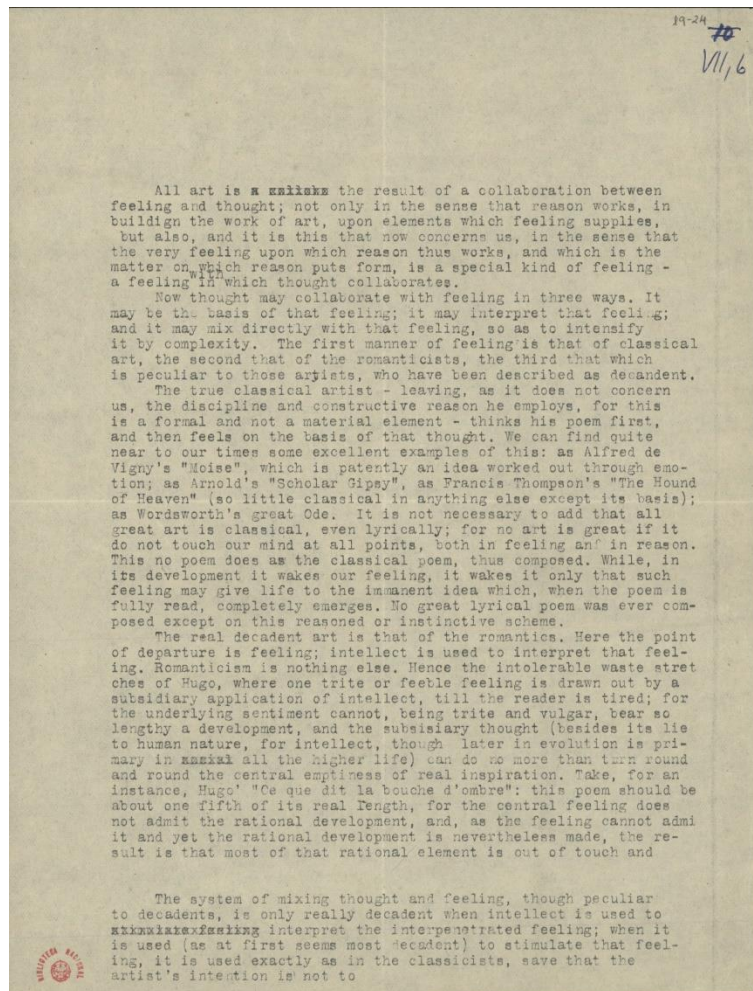 19-24
10
VII, 6
All art is the result of a collaboration between
feeling and thought; not only in the sense that reason works, in
buildign the work of art, upon elements which feeling supplies,
but also, and it is this that now concerns us, in the sense that
the very feeling upon which reason thus works, and which is the
matter on which reason puts form, is a special kind of feeling -
a feeling with which thought collaborates.
Now thought may collaborate with feeling in three ways. It
may be the basis of that feeling; it may interpret that feeling;
and it may mix directly with that feeling, so as to intensify
it by complexity. The first manner of feeling is that of classical
art, the second that of the romanticists, the third that which
is peculiar to those artists, who have been described as decandent.
The true classical artist - leaving, as it does not concern
us, the discipline and constructive reason he employs, for this
is a formal and not a material element - thinks his poem first,
and then feels on the basis of that thought. We can find quite
near to our times some excellent examples of this: as Alfred de
Vigny's "Moise", which is patently an idea worked out through emo-
tion; as Arnold's "Scholar Gipsy", as Francis Thompson's "The Hound
of Heaven" (so little classical in anything else except its basis);
as Wordsworth's great Ode. It is not necessary to add that all
great art is classical, even lyrically; for no art is great if it
do not touch our mind at all points, both in feeling anf in reason.
This no poem does as the classical poem, thus composed. While, in
its development it wakes our feeling, it wakes it only that such
feeling may give life to the immanent idea which, when the poem is
fully read, completely emerges. No great lyrical poem was ever com-
posed except on this reasoned or instinctive scheme.
The real decadent art is that of the romantics. Here the point
of departure is feeling; intellect is used to interpret that feel-
ing. Romanticism is nothing else. Hence the intolerable waste stret
ches of Hugo, where one trite or feeble feeling is drawn out by a
subsidiary application of intellect, till the reader is tired; for
the underlying sentiment cannot, being trite and vulgar, bear so
lengthy a development, and the subsisiary thought (besides its lie
to human nature, for intellect, though later in evolution is pri-
mary in all the higher life) can do no more than turn round
and round the central emptiness of real inspiration. Take, for an
instance, Hugo' "Ce que dit la bouche d'ombre": this poem should be
about one fifth of its real length, for the central feeling does
not admit the rational development, and, as the feeling cannot admi
it and yet the rational development is nevertheless made, the re-
sult is that most of that rational element is out of touch and
The system of mixing thought and feeling, though peculiar
to decadents, is only really decadent when intellect is used to
interpret the interpenetrated feeling; when it
is used (as at first seems most decadent) to stimulate that feel-
ing, it is used exactly as in the classicists, save that the
artist's intention is not to
BIBLIOTECA NACIONAL